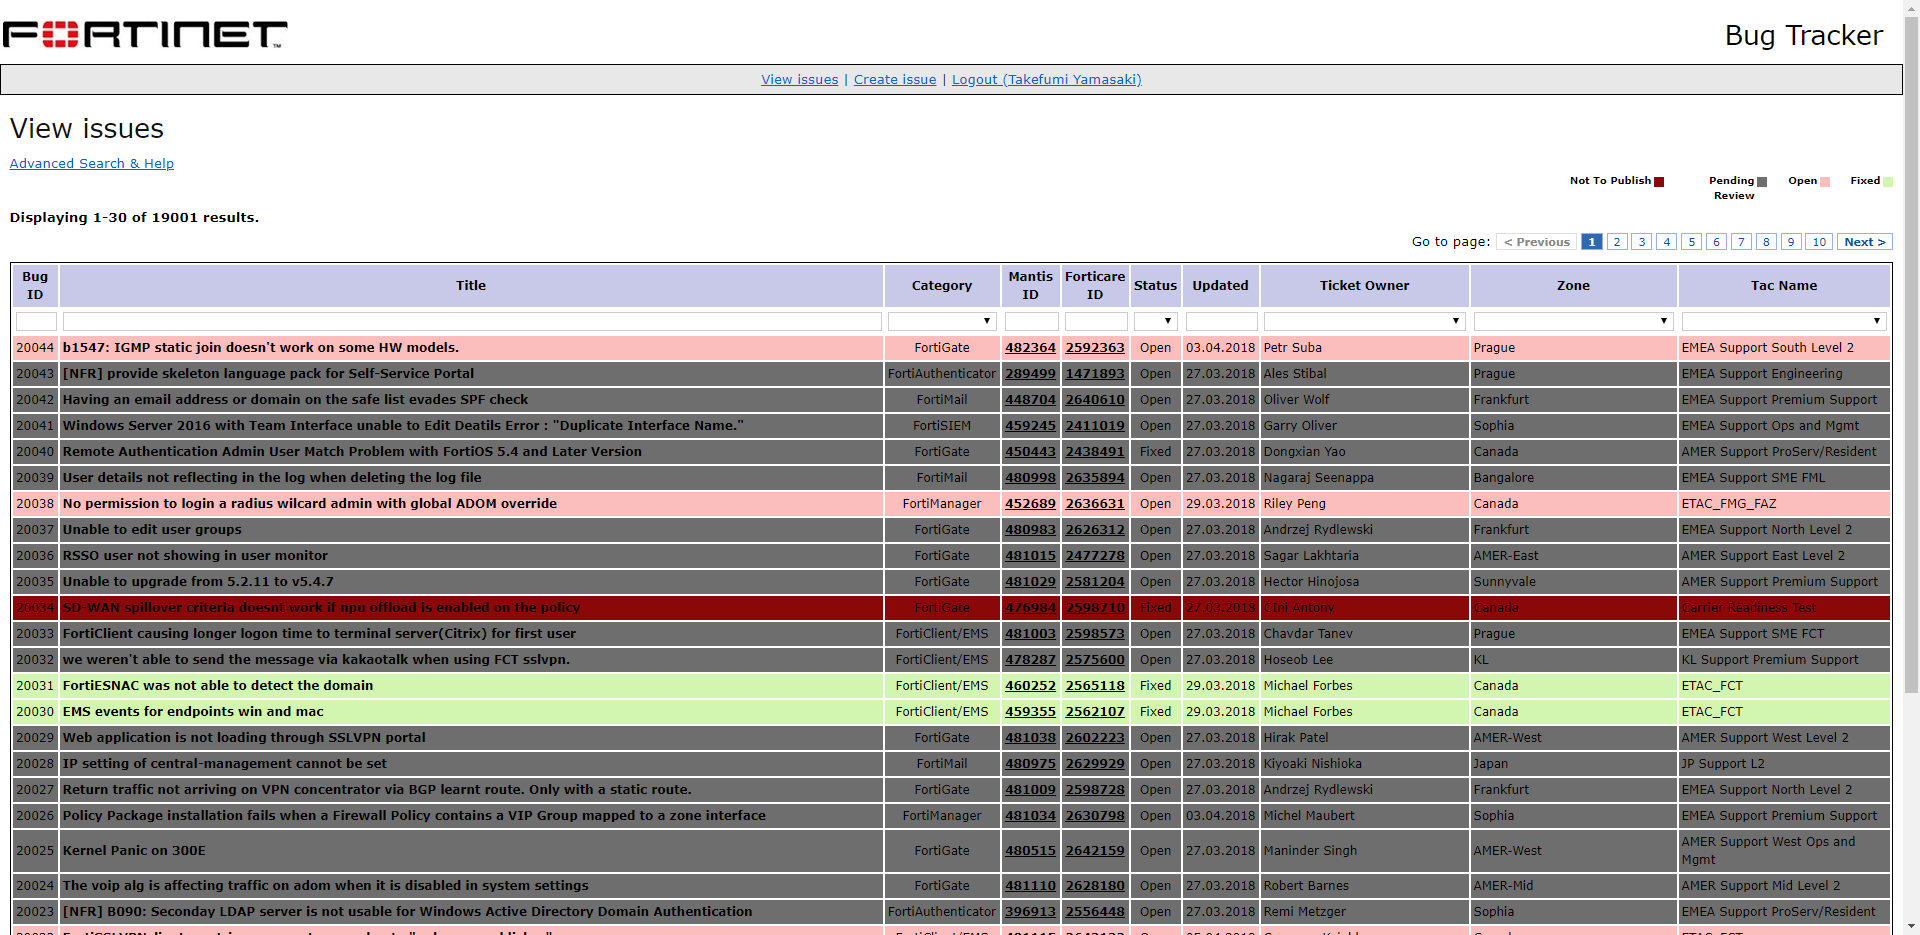 FORTINET
Bug Tracker
View issues | Create issue | Logout (Takefumi Yamasaki)
View issues
Advanced Search & Help
Not To Publish Pending Review Open Fixed
Displaying 1-30 of 19001 results.
Go to page: < Previous 1 2 3 4 5 6 7 8 9 10 Next >
Bug ID Title Category Mantis ID Forticare ID Status Updated Ticket Owner Zone Tac Name
20044 b1547: IGMP static join doesn't work on some HW models. FortiGate 482364 2592363 Open 03.04.2018 Petr Suba Prague EMEA Support South Level 2
20043 [NFR] provide skeleton language pack for Self-Service Portal FortiAuthenticator 289499 1471893 Open 27.03.2018 Ales Stibal Prague EMEA Support Engineering
20042 Having an email address or domain on the safe list evades SPF check FortiMail 448704 2640610 Open 27.03.2018 Oliver Wolf Frankfurt EMEA Support Premium Support
20041 Windows Server 2016 with Team Interface unable to Edit Deatils Error : "Duplicate Interface Name." FortiSIEM 459245 2411019 Open 27.03.2018 Garry Oliver Sophia EMEA Support Ops and Mgmt
20040 Remote Authentication Admin User Match Problem with FortiOS 5.4 and Later Version FortiGate 450443 2438491 Fixed 27.03.2018 Dongxian Yao Canada AMER Support ProServ/Resident
20039 User details not reflecting in the log when deleting the log file FortiMail 480998 2635894 Open 27.03.2018 Nagaraj Seenappa Bangalore EMEA Support SME FML
20038 No permission to login a radius wilcard admin with global ADOM override FortiManager 452689 2636631 Open 29.03.2018 Riley Peng Canada ETAC_FMG_FAZ
20037 Unable to edit user groups FortiGate 480983 2626312 Open 27.03.2018 Andrzej Rydlewski Frankfurt EMEA Support North Level 2
20036 RSSO user not showing in user monitor FortiGate 481015 2477278 Open 27.03.2018 Sagar Lakhtaria AMER-East AMER Support East Level 2
20035 Unable to upgrade from 5.2.11 to v5.4.7 FortiGate 481029 2581204 Open 27.03.2018 Hector Hinojosa Sunnyvale AMER Support Premium Support
20034 SD-WAN spillover criteria doesnt work if npu offload is enabled on the policy FortiGate 476984 2598710 Fixed 27.03.2018 CIni Antony Canada Carrier Readiness Test
20033 FortiClient causing longer logon time to terminal server(Citrix) for first user FortiClient/EMS 481003 2598573 Open 27.03.2018 Chavdar Tanev Prague EMEA Support SME FCT
20032 we weren't able to send the message via kakaotalk when using FCT sslvpn. FortiClient/EMS 478287 2575600 Open 27.03.2018 Hoseob Lee KL KL Support Premium Support
20031 FortiESNAC was not able to detect the domain FortiClient/EMS 460252 2565118 Fixed 29.03.2018 Michael Forbes Canada ETAC_FCT
20030 EMS events for endpoints win and mac FortiClient/EMS 459355 2562107 Fixed 29.03.2018 Michael Forbes Canada ETAC_FCT
20029 Web application is not loading through SSLVPN portal FortiGate 481038 2602223 Open 27.03.2018 Hirak Patel AMER-West AMER Support West Level 2
20028 IP setting of central-management cannot be set FortiMail 480975 2629929 Open 27.03.2018 Kiyoaki Nishioka Japan JP Support L2
20027 Return traffic not arriving on VPN concentrator via BGP learnt route. Only with a static route. FortiGate 481009 2598728 Open 27.03.2018 Andrzej Rydlewski Frankfurt EMEA Support North Level 2
20026 Policy Package installation fails when a Firewall Policy contains a VIP Group mapped to a zone interface FortiManager 481034 2630798 Open 03.04.2018 Michel Maubert Sophia EMEA Support Premium Support
20025 Kernel Panic on 300E FortiGate 480515 2642159 Open 27.03.2018 Maninder Singh AMER-West AMER Support West Ops and Mgmt
20024 The voip alg is affecting traffic on adom when it is disabled in system settings FortiGate 481110 2628180 Open 27.03.2018 Robert Barnes AMER-Mid AMER Support Mid Level 2
20023 [NFR] B090: Seconday LDAP server is not usable for Windows Active Directory Domain Authentication FortiAuthenticator 396913 2556448 Open 27.03.2018 Remi Metzger Sophia EMEA Support ProServ/Resident